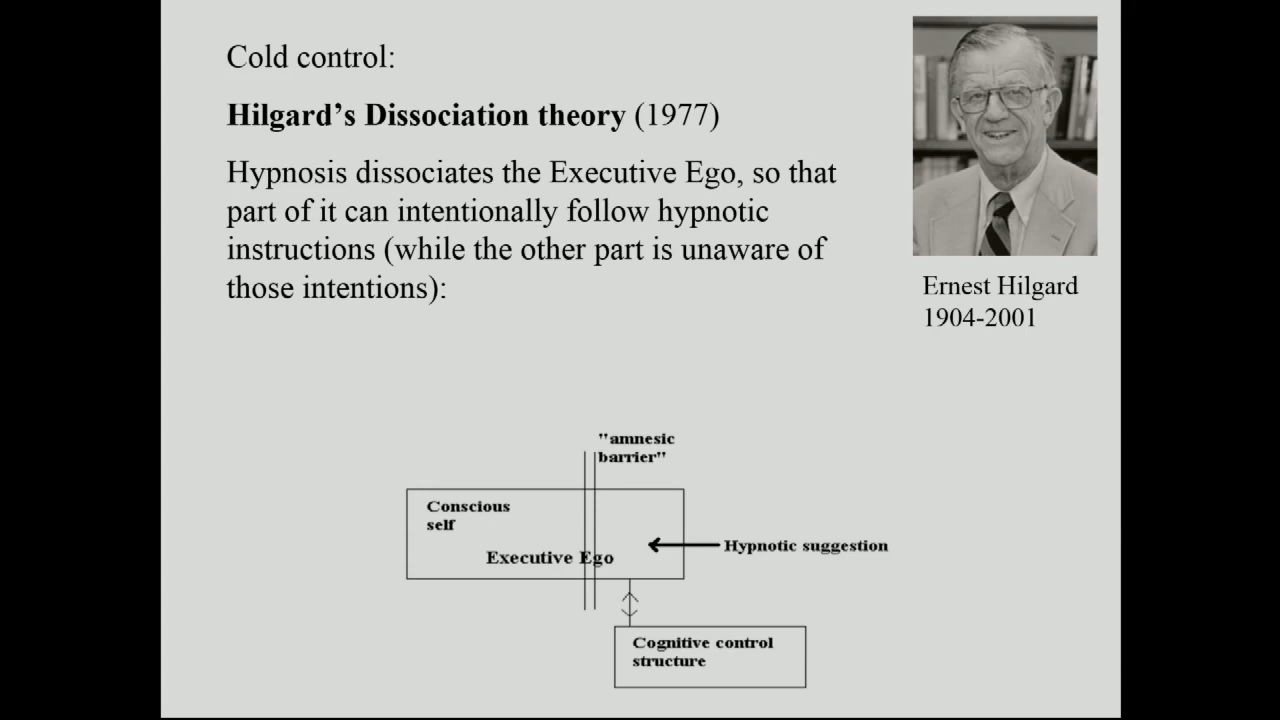 Cold control:
Hilgard’s Dissociation theory (1977)
Hypnosis dissociates the Executive Ego, so that
part of it can intentionally follow hypnotic
instructions (while the other part is unaware of
those intentions):
Ernest Hilgard
1904-2001
"amnesic
barrier"
Conscious
self
Executive Ego
Hypnotic suggestion
Cognitive control
structure